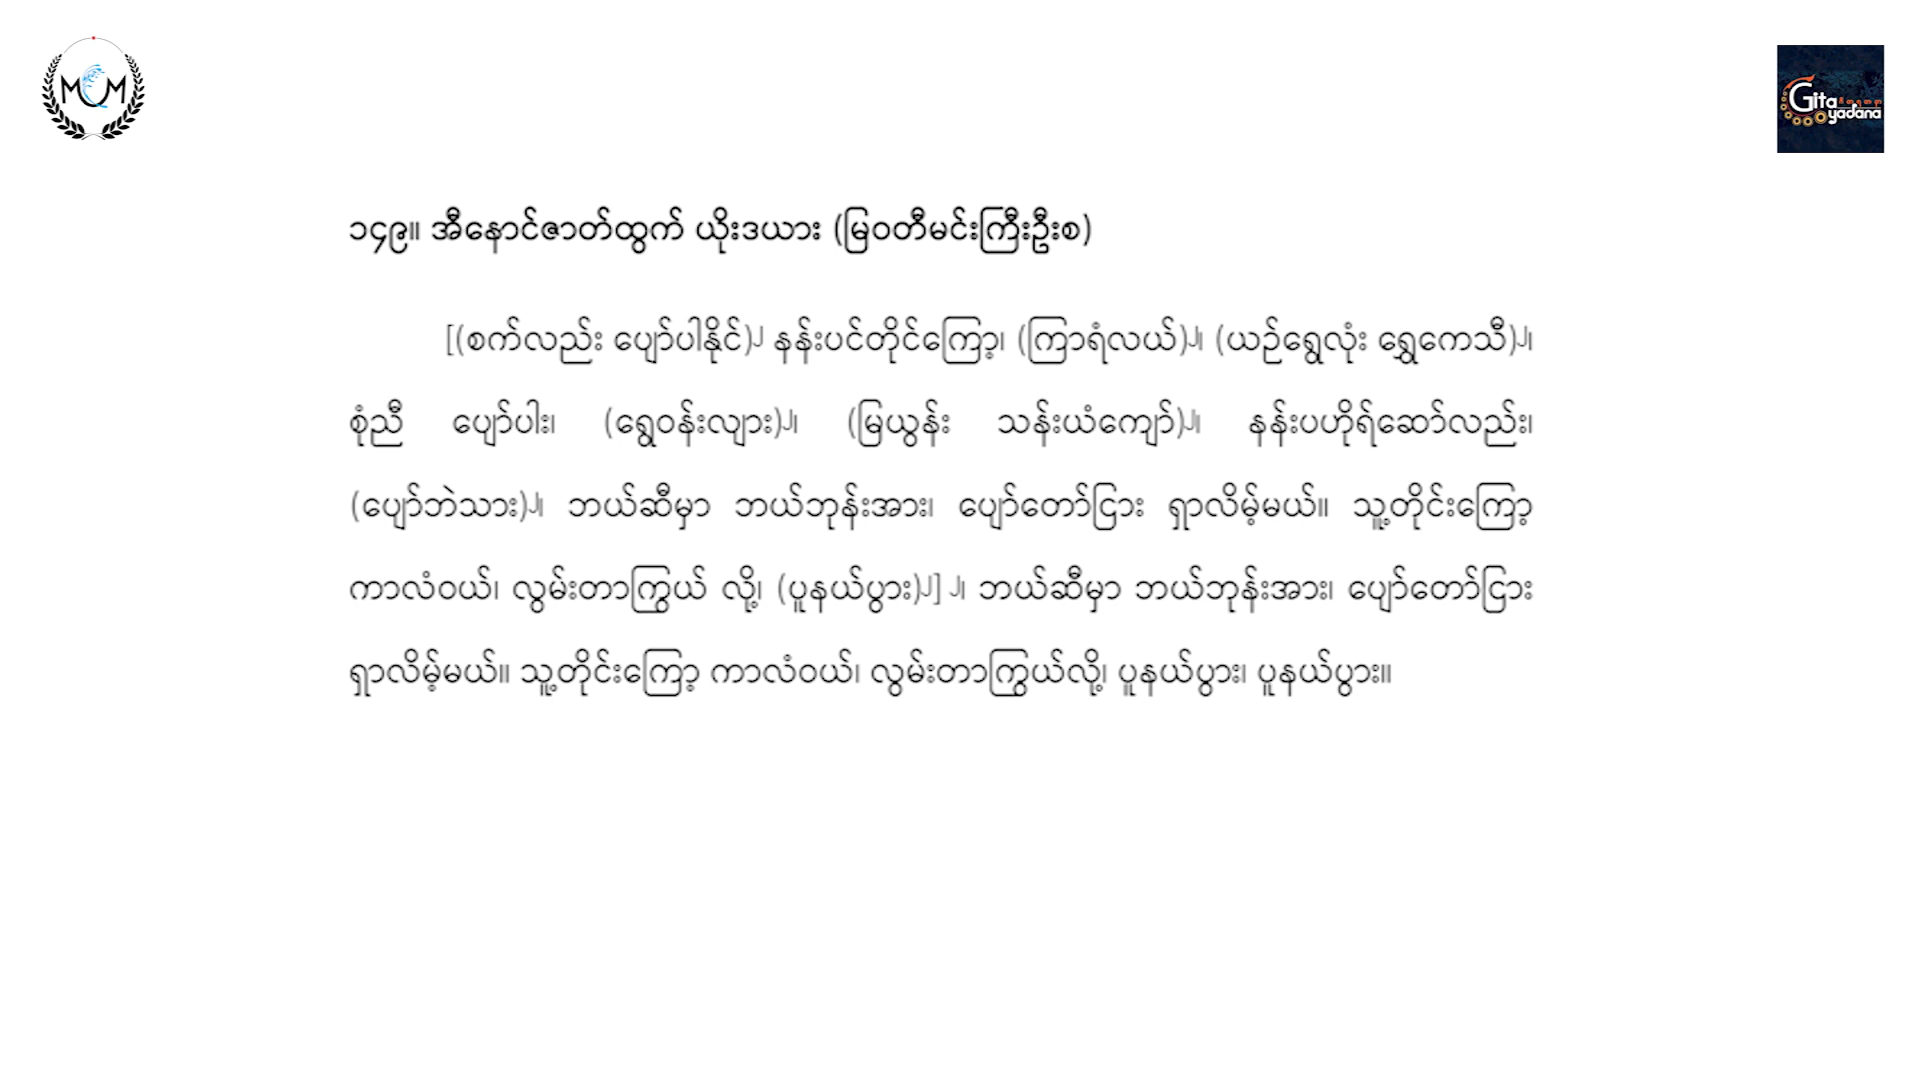 MQM
Gita
ဂီတရတနာ
yadana
၁၄၉။ အီနောင်ဇာတ်ထွက် ယိုးဒယား (မြဝတီမင်းကြီးဦးစ)
[(စက်လည်း ပျော်ပါနိုင်)၂ နန်းပင်တိုင်ကြော့၊ (ကြာရံလယ်)၂၊ (ယဉ်ရွေလုံး ရွှေကေသီ)၂၊
စုံညီ ပျော်ပါး၊ (ရွေဝန်းလျား)၂၊ (မြယွန်း သန်းယံကျော်)၂၊ နန်းပဟိုရ်ဆော်လည်း၊
(ပျော်ဘဲသား)၂၊ ဘယ်ဆီမှာ ဘယ်ဘုန်းအား၊ ပျော်တော်ငြား ရှာလိမ့်မယ်။ သူ့တိုင်းကြော့
ကာလံဝယ်၊ လွမ်းတာကြွယ် လို့၊ (ပူနယ်ပွား)၂] ၂၊ ဘယ်ဆီမှာ ဘယ်ဘုန်းအား၊ ပျော်တော်ငြား
ရှာလိမ့်မယ်။ သူ့တိုင်းကြော့ ကာလံဝယ်၊ လွမ်းတာကြွယ်လို့၊ ပူနယ်ပွား၊ ပူနယ်ပွား။